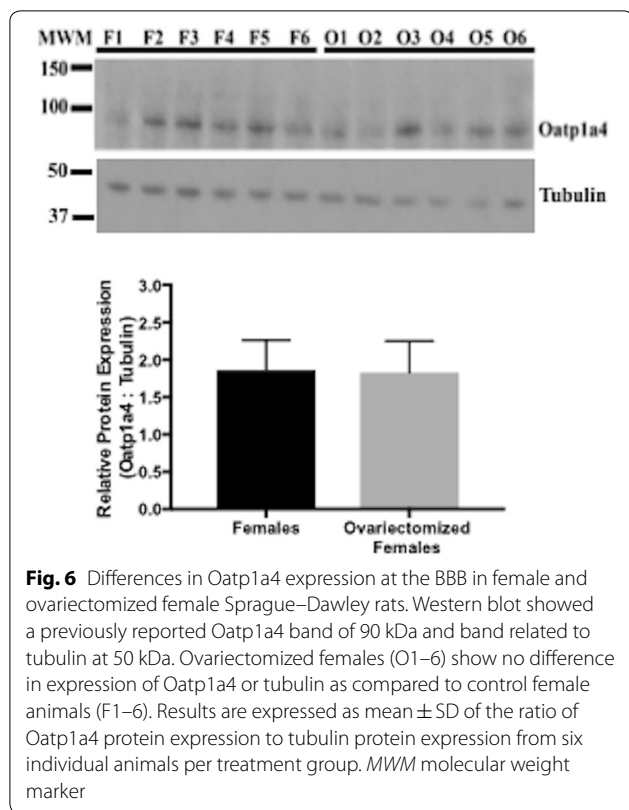 MWM F1 F2 F3 F4 F5 F6 O1 O2 O3 O4 O5 O6
150
100
Oatp1a4
50
Tubulin
37
Relative Protein Expression
(Oatp1a4 : Tubulin)
3.0
2.5
2.0
1.5
1.0
0.5
0.0
Females
Ovariectomized
Females
Fig. 6 Differences in Oatp1a4 expression at the BBB in female and
ovariectomized female Sprague–Dawley rats. Western blot showed
a previously reported Oatp1a4 band of 90 kDa and band related to
tubulin at 50 kDa. Ovariectomized females (O1–6) show no difference
in expression of Oatp1a4 or tubulin as compared to control female
animals (F1–6). Results are expressed as mean ± SD of the ratio of
Oatp1a4 protein expression to tubulin protein expression from six
individual animals per treatment group. MWM molecular weight
marker